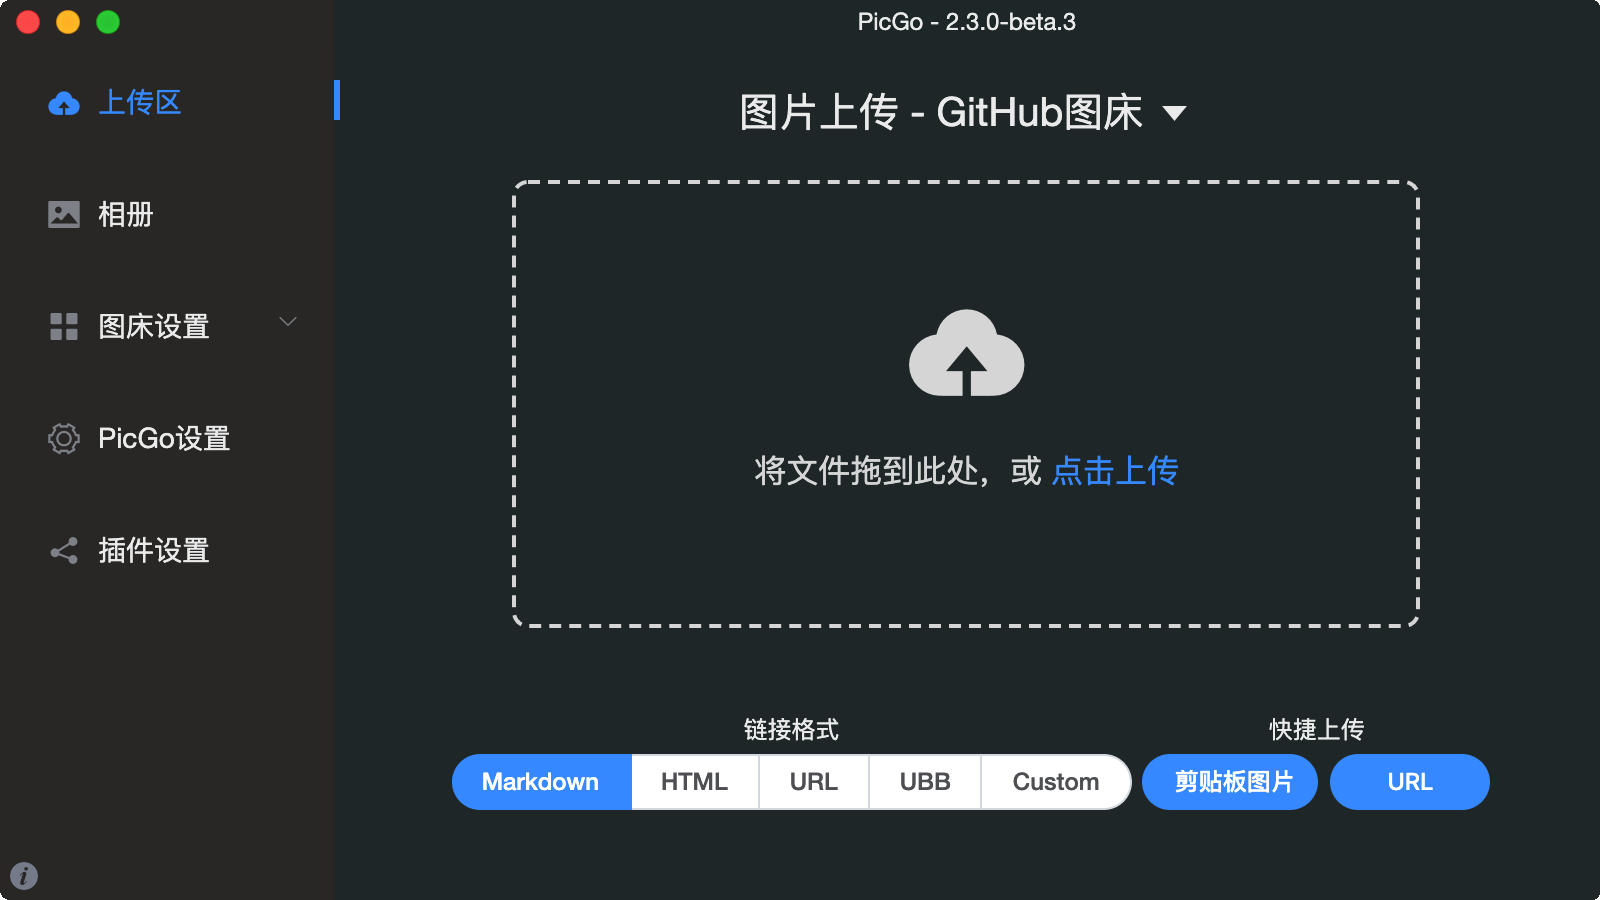 PicGo - 2.3.0-beta.3
上传区
相册
图床设置
PicGo设置
插件设置
图片上传 - GitHub图床
将文件拖到此处，或 点击上传
链接格式
Markdown HTML URL UBB Custom
快捷上传
剪贴板图片 URL
i